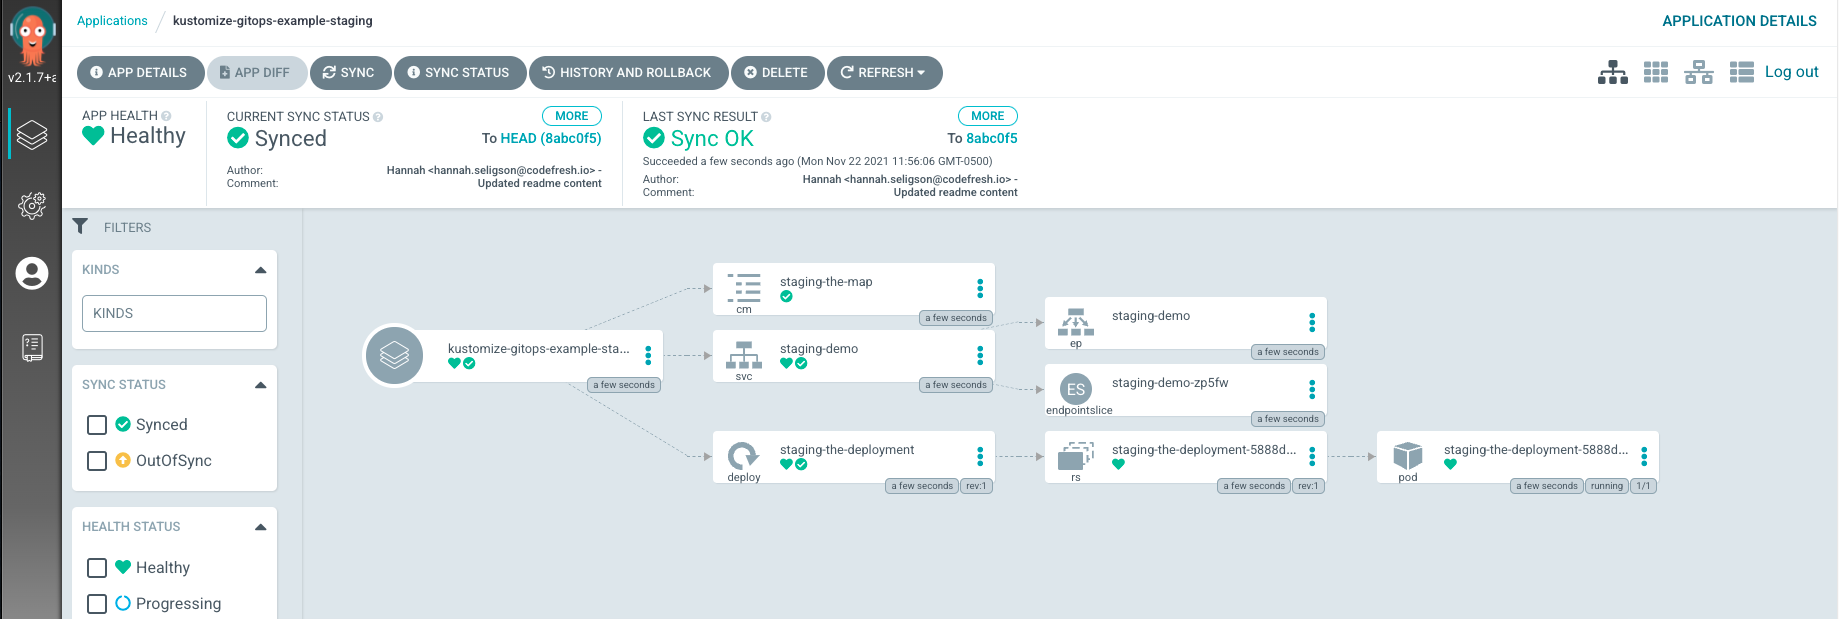 Applications / kustomize-gitops-example-staging
APPLICATION DETAILS
v2.1.7+a
APP DETAILS
APP DIFF
SYNC
SYNC STATUS
HISTORY AND ROLLBACK
DELETE
REFRESH
Log out
APP HEALTH
Healthy
CURRENT SYNC STATUS
MORE
Synced
To HEAD (8abc0f5)
Author: Hannah <hannah.seligson@codefresh.io> -
Comment: Updated readme content
LAST SYNC RESULT
MORE
Sync OK
To 8abc0f5
Succeeded a few seconds ago (Mon Nov 22 2021 11:56:06 GMT-0500)
Author: Hannah <hannah.seligson@codefresh.io> -
Comment: Updated readme content
FILTERS
KINDS
KINDS
SYNC STATUS
Synced
OutOfSync
HEALTH STATUS
Healthy
Progressing
kustomize-gitops-example-sta...
a few seconds
staging-the-map
cm
a few seconds
staging-demo
svc
a few seconds
staging-the-deployment
deploy
a few seconds
rev:1
staging-demo
ep
a few seconds
ES
staging-demo-zp5fw
endpointslice
a few seconds
staging-the-deployment-5888d...
rs
a few seconds
rev:1
staging-the-deployment-5888d...
pod
a few seconds
running
1/1